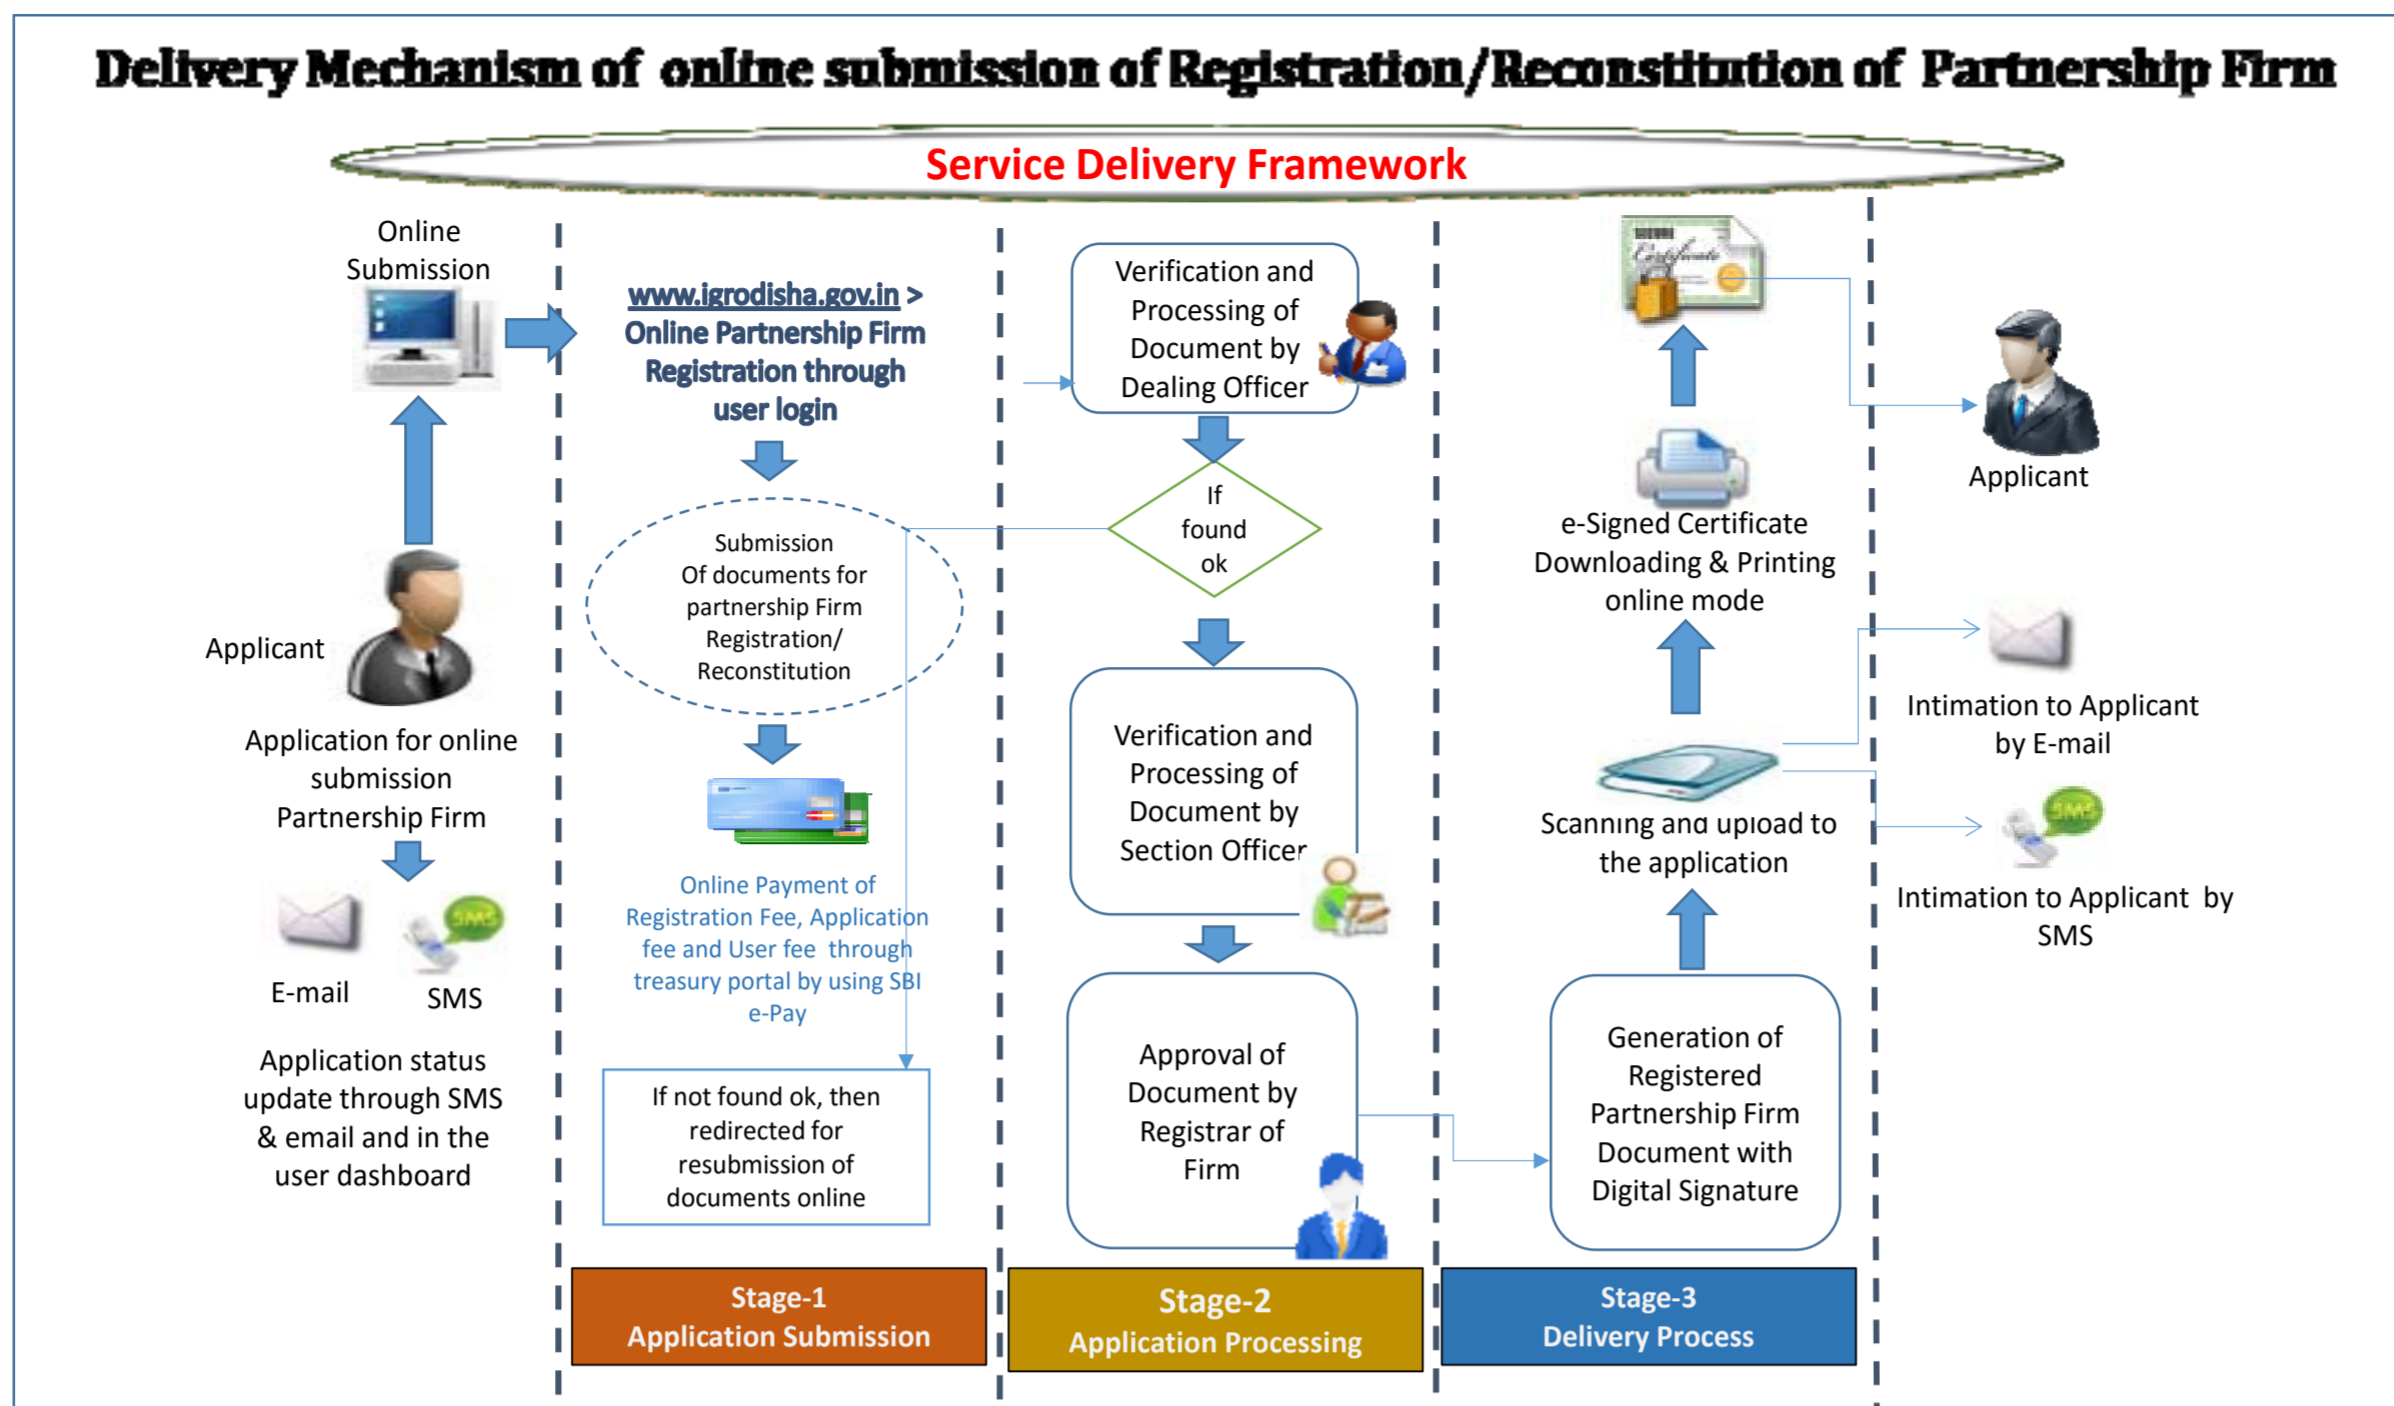 Delivery Mechanism of online submission of Registration/Reconstitution of Partnership Firm
Service Delivery Framework
Online
Submission
Applicant
Application for online
submission
Partnership Firm
E-mail
SMS
SMS
Application status
update through SMS
& email and in the
user dashboard
www.igrodisha.gov.in >
Online Partnership Firm
Registration through
user login
Submission
Of documents for
partnership Firm
Registration/
Reconstitution
Online Payment of
Registration Fee, Application
fee and User fee through
treasury portal by using SBI
e-Pay
If not found ok, then
redirected for
resubmission of
documents online
Stage-1
Application Submission
Verification and
Processing of
Document by
Dealing Officer
If
found
ok
Verification and
Processing of
Document by
Section Officer
Approval of
Document by
Registrar of
Firm
Stage-2
Application Processing
Certificate
e-Signed Certificate
Downloading & Printing
online mode
Scanning and upload to
the application
Generation of
Registered
Partnership Firm
Document with
Digital Signature
Stage-3
Delivery Process
Applicant
Intimation to Applicant
by E-mail
SMS
Intimation to Applicant by
SMS